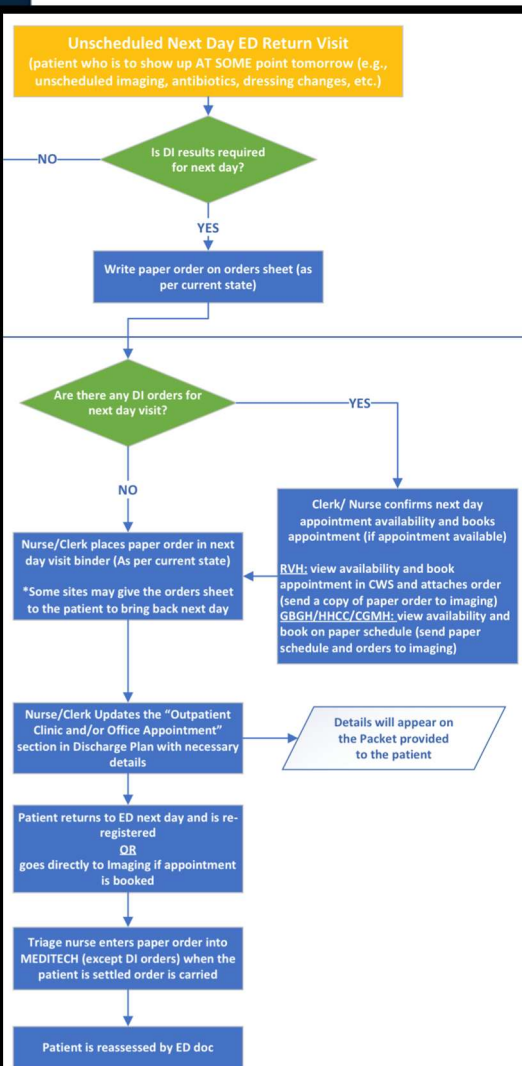 Unscheduled Next Day ED Return Visit
(patient who is to show up AT SOME point tomorrow (e.g.,
unscheduled imaging, antibiotics, dressing changes, etc.)
Is DI results required
for next day?
NO
YES
Write paper order on orders sheet (as
per current state)
Are there any DI orders for
next day visit?
YES
NO
Clerk/ Nurse confirms next day
appointment availability and books
appointment (if appointment available)
RVH: view availability and book
appointment in CWS and attaches order
(send a copy of paper order to imaging)
GBGH/HHCC/CGMH: view availability and
book on paper schedule (send paper
schedule and orders to imaging)
Nurse/Clerk places paper order in next
day visit binder (As per current state)
*Some sites may give the orders sheet
to the patient to bring back next day
Nurse/Clerk Updates the “Outpatient
Clinic and/or Office Appointment”
section in Discharge Plan with necessary
details
Details will appear on
the Packet provided
to the patient
Patient returns to ED next day and is re-
registered
OR
goes directly to Imaging if appointment
is booked
Triage nurse enters paper order into
MEDITECH (except DI orders) when the
patient is settled order is carried
Patient is reassessed by ED doc